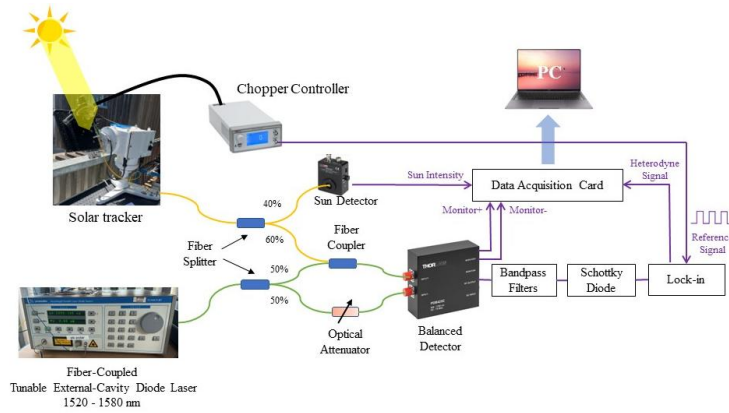 PC
Chopper Controller
Solar tracker
40%
Sun Detector
Sun Intensity
Data Acquisition Card
Heterodyne
Signal
Monitor+
Monitor-
60%
Fiber
Coupler
Fiber
Splitter
50%
50%
THORLABS
Referenc
Signal
Bandpass
Filters
Schottky
Diode
Lock-in
Optical
Attenuator
Balanced
Detector
Fiber-Coupled
Tunable External-Cavity Diode Laser
1520 - 1580 nm